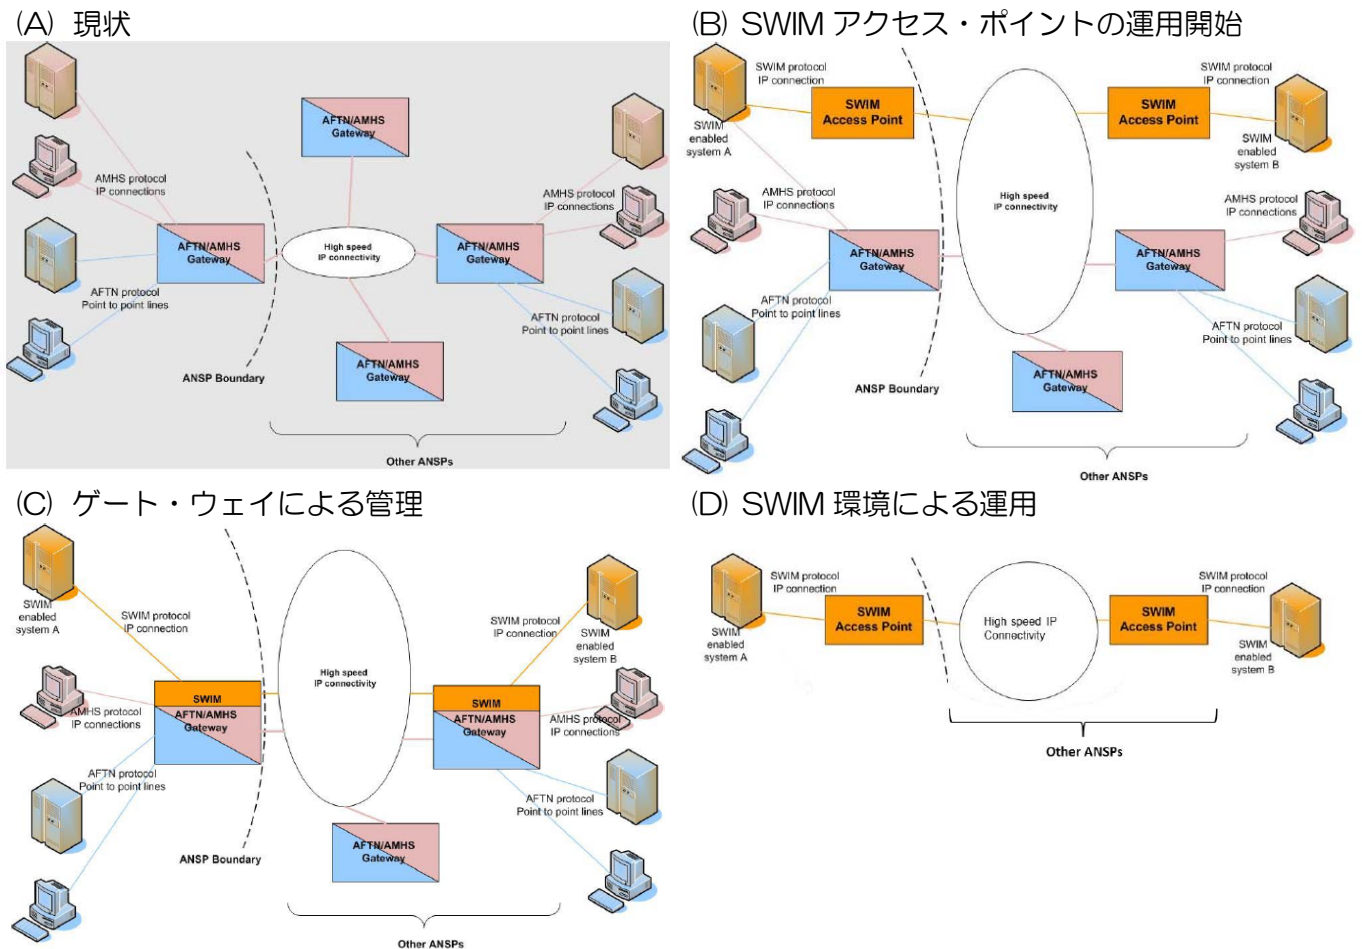 (A) 現状
AFTN/AMHS
Gateway
AMHS protocol
IP connections
AMHS protocol
IP connections
AFTN/AMHS
Gateway
High speed
IP connectivity
AFTN/AMHS
Gateway
AFTN protocol
Point to point lines
AFTN protocol
Point to point lines
AFTN/AMHS
Gateway
ANSP Boundary
Other ANSPs
(B) SWIM アクセス・ポイントの運用開始
SWIM protocol
IP connection
SWIM protocol
IP connection
SWIM
Access Point
SWIM
Access Point
SWIM
enabled
system A
SWIM
enabled
system B
AMHS protocol
IP connections
High speed
IP connectivity
AMHS protocol
IP connections
AFTN/AMHS
Gateway
AFTN/AMHS
Gateway
AFTN protocol
Point to point lines
AFTN protocol
Point to point lines
AFTN/AMHS
Gateway
ANSP Boundary
Other ANSPs
(C) ゲート・ウェイによる管理
SWIM
enabled
system A
SWIM protocol
IP connection
SWIM protocol
IP connection
SWIM
enabled
system B
High speed
IP connectivity
SWIM
AFTN/AMHS
Gateway
SWIM
AFTN/AMHS
Gateway
AMHS protocol
IP connections
AMHS protocol
IP connections
AFTN protocol
Point to point lines
AFTN protocol
Point to point lines
AFTN/AMHS
Gateway
ANSP Boundary
Other ANSPs
(D) SWIM 環境による運用
SWIM protocol
IP connection
SWIM protocol
IP connection
SWIM
Access Point
High speed IP
Connectivity
SWIM
Access Point
SWIM
enabled
system A
SWIM
enabled
system B
Other ANSPs